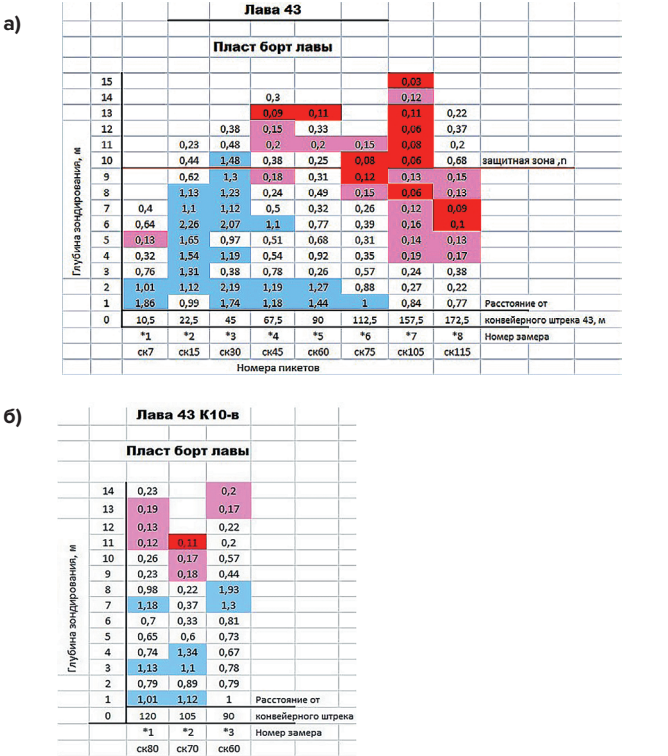 а)
Лава 43
Пласт борт лавы
15 0,03
14 0,3 0,12
13 0,09 0,11 0,11 0,22
12 0,38 0,15 0,33 0,06 0,37
11 0,23 0,48 0,2 0,2 0,15 0,08 0,2
10 0,44 1,48 0,38 0,25 0,08 0,06 0,68 защитная зона ,n
9 0,62 1,3 0,18 0,31 0,12 0,13 0,15
8 1,13 1,23 0,24 0,49 0,15 0,06 0,13
7 0,4 1,1 1,12 0,5 0,32 0,26 0,12 0,09
6 0,64 2,26 2,07 1,1 0,77 0,39 0,16 0,1
5 0,13 1,65 0,97 0,51 0,68 0,31 0,14 0,13
4 0,32 1,54 1,19 0,54 0,92 0,35 0,19 0,17
3 0,76 1,31 0,38 0,78 0,26 0,57 0,24 0,38
2 1,01 1,12 2,19 1,19 1,27 0,88 0,27 0,22
1 1,86 0,99 1,74 1,18 1,44 1 0,84 0,77 Расстояние от
0 10,5 22,5 45 67,5 90 112,5 157,5 172,5 конвейерного штрека 43, м
*1 *2 *3 *4 *5 *6 *7 *8 Номер замера
ск7 ск15 ск30 ск45 ск60 ск75 ск105 ск115
Номера пикетов
Глубина зондирования, м
б)
Лава 43 К10-в
Пласт борт лавы
14 0,23 0,2
13 0,19 0,17
12 0,13 0,22
11 0,12 0,11 0,2
10 0,26 0,17 0,57
9 0,23 0,18 0,44
8 0,98 0,22 1,93
7 1,18 0,37 1,3
6 0,7 0,33 0,81
5 0,65 0,6 0,73
4 0,74 1,34 0,67
3 1,13 1,1 0,78
2 0,79 0,89 0,79
1 1,01 1,12 1 Расстояние от
0 120 105 90 конвейерного штрека
*1 *2 *3 Номер замера
ск80 ск70 ск60
Глубина зондирования, м